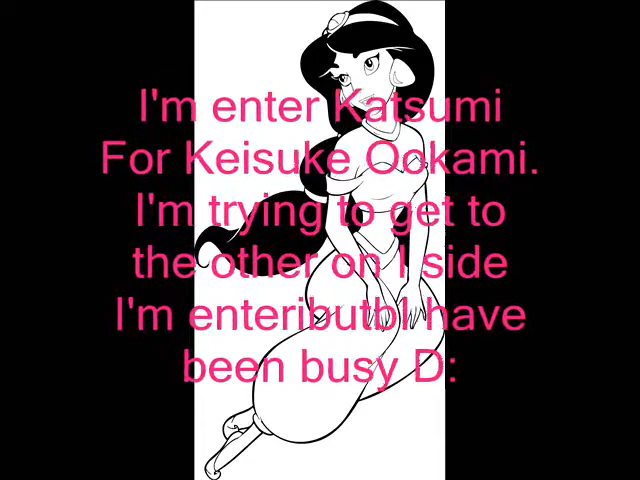 I'm enter Katsumi
For Keisuke Ookami.
I'm trying to get to
the other on I side
I'm enteributbI have
been busy D: